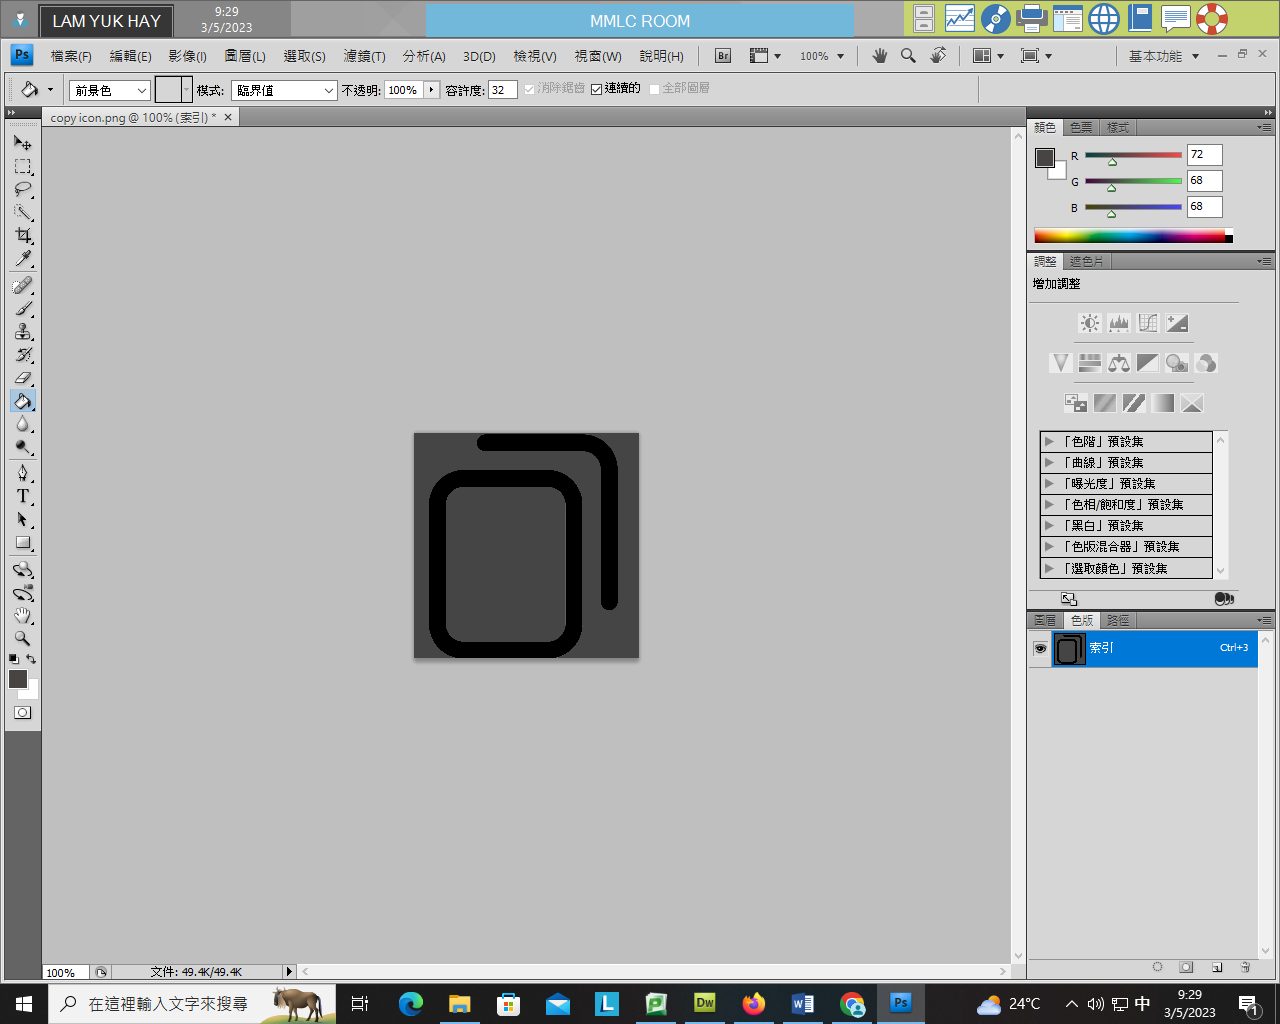 LAM YUK HAY
9:29
3/5/2023
MMLC ROOM
Ps
檔案(F)
編輯(E)
影像(I)
圖層(L)
選取(S)
濾鏡(T)
分析(A)
3D(D)
檢視(V)
視窗(W)
說明(H)
Br
100%
基本功能
前景色
模式:
臨界值
不透明:
100%
容許度:
32
消除鋸齒
連續的
全部圖層
copy icon.png @ 100% (索引) *
顏色
色票
樣式
R
72
G
68
B
68
調整
遮色片
增加調整
「色階」預設集
「曲線」預設集
「曝光度」預設集
「色相/飽和度」預設集
「黑白」預設集
「色版混合器」預設集
「選取顏色」預設集
圖層
色版
路徑
索引
Ctrl+3
T
100%
文件: 49.4K/49.4K
在這裡輸入文字來搜尋
L
Dw
W
Ps
24°C
中
9:29
3/5/2023
1